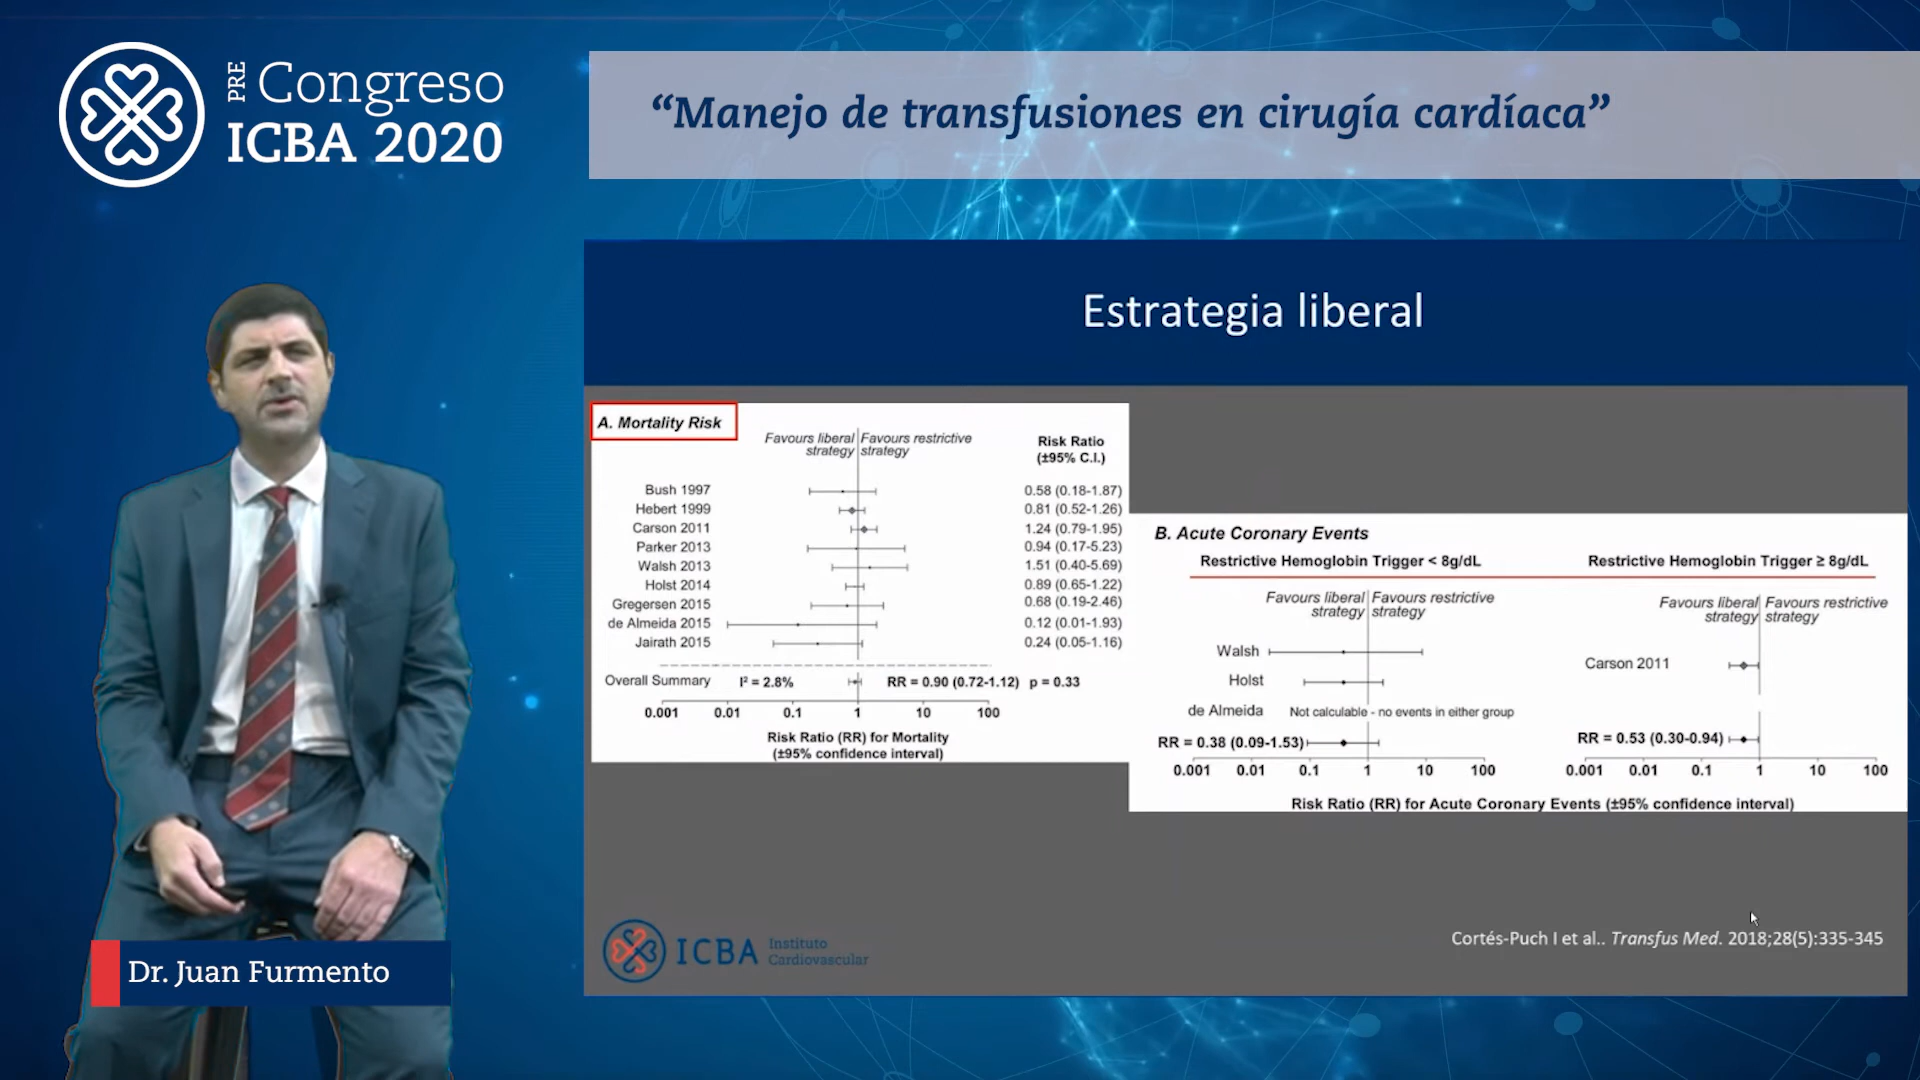 PRE Congreso
ICBA 2020
“Manejo de transfusiones en cirugía cardíaca”
Estrategia liberal
A. Mortality Risk
Favours liberal strategy
Favours restrictive strategy
Risk Ratio
(±95% C.I.)
Bush 1997 0.58 (0.18-1.87)
Hebert 1999 0.81 (0.52-1.26)
Carson 2011 1.24 (0.79-1.95)
Parker 2013 0.94 (0.17-5.23)
Walsh 2013 1.51 (0.40-5.69)
Holst 2014 0.89 (0.65-1.22)
Gregersen 2015 0.68 (0.19-2.46)
de Almeida 2015 0.12 (0.01-1.93)
Jairath 2015 0.24 (0.05-1.16)
Overall Summary I² = 2.8% RR = 0.90 (0.72-1.12) p = 0.33
0.001 0.01 0.1 1 10 100
Risk Ratio (RR) for Mortality
(±95% confidence interval)
B. Acute Coronary Events
Restrictive Hemoglobin Trigger < 8g/dL
Favours liberal strategy
Favours restrictive strategy
Walsh
Holst
de Almeida Not calculable - no events in either group
RR = 0.38 (0.09-1.53)
0.001 0.01 0.1 1 10 100
Restrictive Hemoglobin Trigger ≥ 8g/dL
Favours liberal strategy
Favours restrictive strategy
Carson 2011
RR = 0.53 (0.30-0.94)
0.001 0.01 0.1 1 10 100
Risk Ratio (RR) for Acute Coronary Events (±95% confidence interval)
Cortés-Puch I et al.. Transfus Med. 2018;28(5):335-345
ICBA Instituto
Cardiovascular
Dr. Juan Furmento